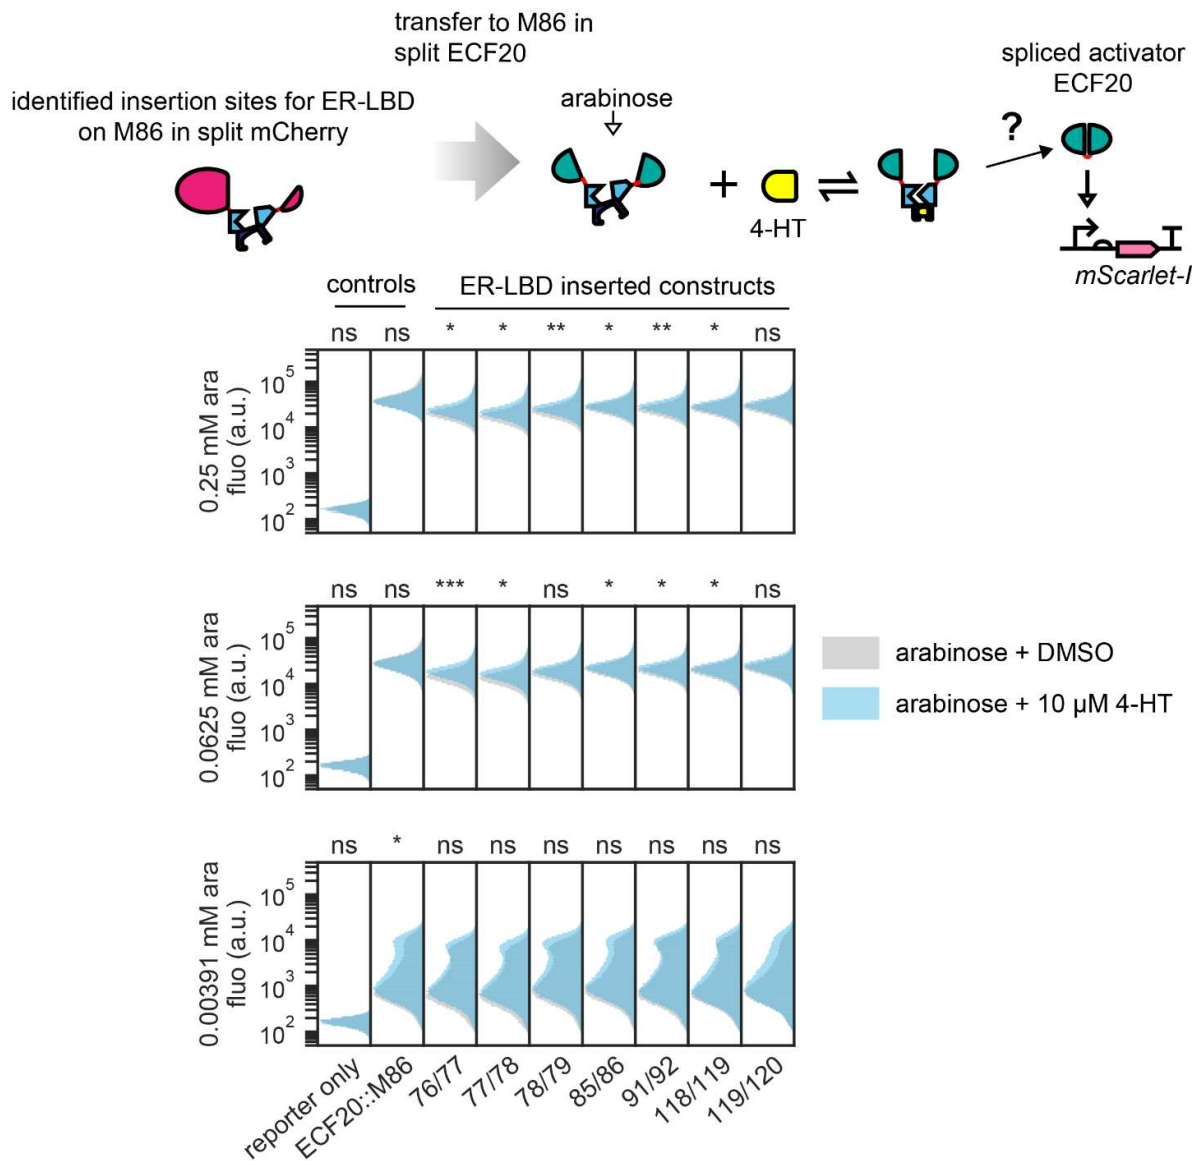 transfer to M86 in
split ECF20
spliced activator
ECF20
identified insertion sites for ER-LBD
on M86 in split mCherry
arabinose
?
+
4-HT
mScarlet-I
controls
ER-LBD inserted constructs
ns ns * * ** * ** * ns
0.25 mM ara
fluo (a.u.)
10^5
10^4
10^3
10^2
ns ns *** * ns * * * ns
0.0625 mM ara
fluo (a.u.)
10^5
10^4
10^3
10^2
arabinose + DMSO
arabinose + 10 µM 4-HT
ns * ns ns ns ns ns ns ns
0.00391 mM ara
fluo (a.u.)
10^5
10^4
10^3
10^2
reporter only
ECF20::M86
76/77
77/78
78/79
85/86
91/92
118/119
119/120